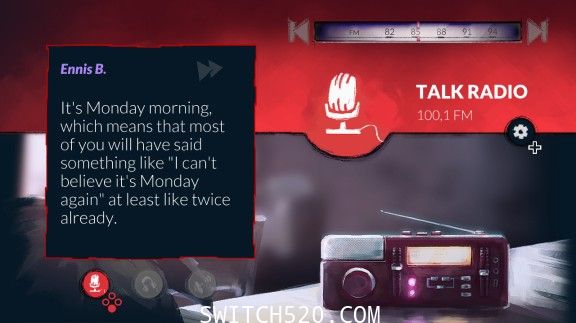 FM 82 85 88 91 94
Ennis B.
TALK RADIO
100,1 FM
It's Monday morning,
which means that most
of you will have said
something like "I can't
believe it's Monday
again" at least like twice
already.
SWITCH520.COM